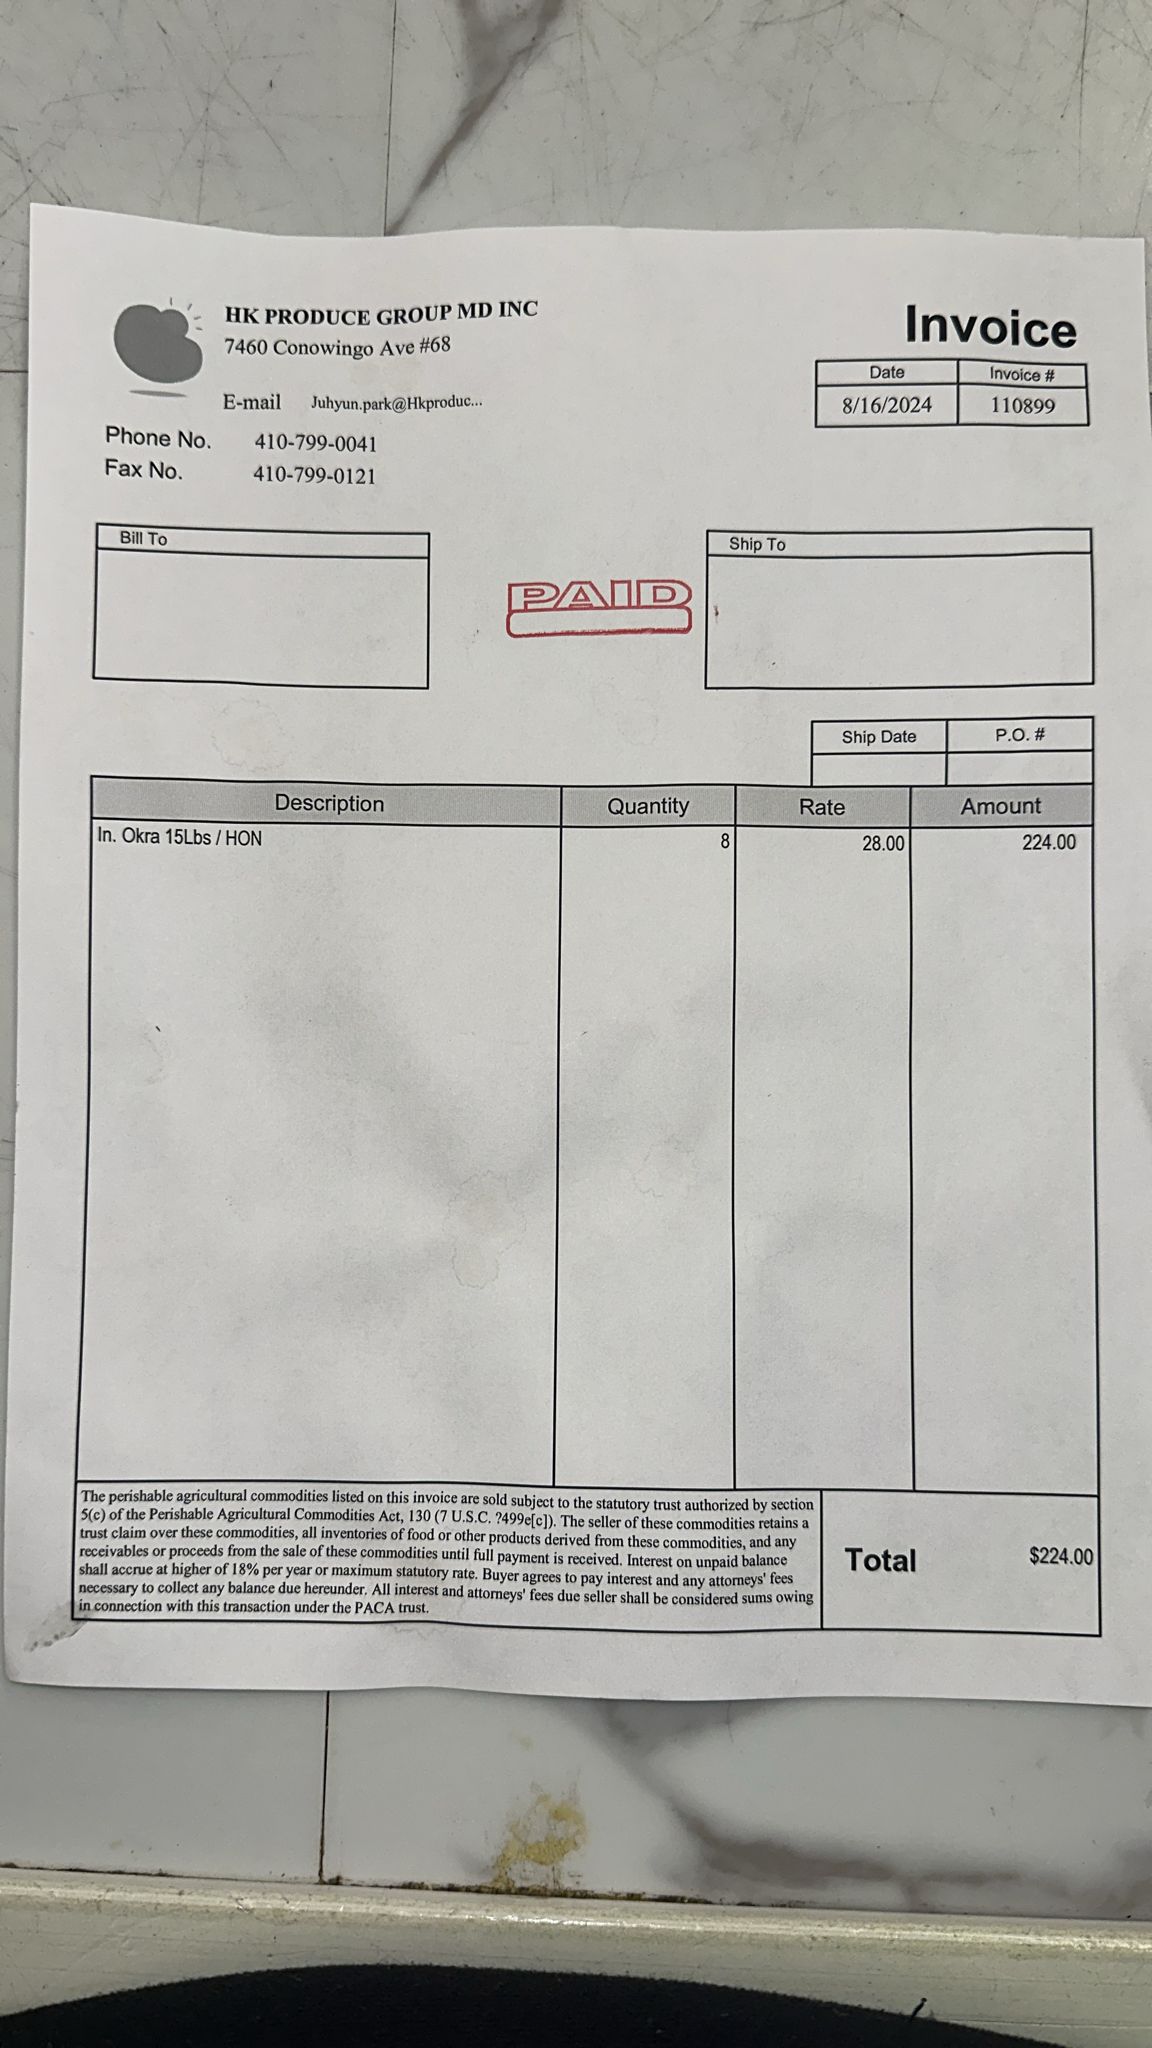 HK PRODUCE GROUP MD INC
7460 Conowingo Ave #68
E-mail Juhyun.park@Hkproduc...
Phone No. 410-799-0041
Fax No. 410-799-0121
Invoice
Date Invoice #
8/16/2024 110899
Bill To
PAID
Ship To
Ship Date P.O. #
Description Quantity Rate Amount
In. Okra 15Lbs / HON 8 28.00 224.00
The perishable agricultural commodities listed on this invoice are sold subject to the statutory trust authorized by section
5(c) of the Perishable Agricultural Commodities Act, 130 (7 U.S.C. ?499e[c]). The seller of these commodities retains a
trust claim over these commodities, all inventories of food or other products derived from these commodities, and any
receivables or proceeds from the sale of these commodities until full payment is received. Interest on unpaid balance
shall accrue at higher of 18% per year or maximum statutory rate. Buyer agrees to pay interest and any attorneys' fees
necessary to collect any balance due hereunder. All interest and attorneys' fees due seller shall be considered sums owing
in connection with this transaction under the PACA trust.
Total $224.00